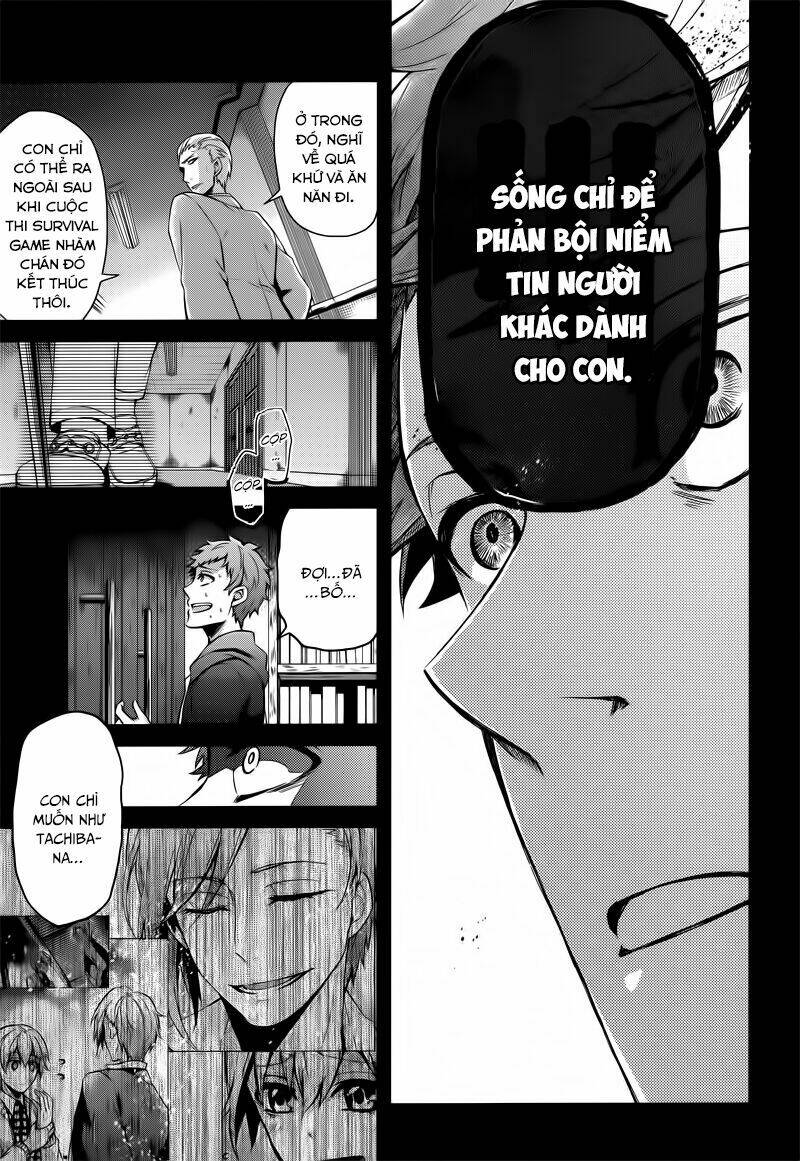 SỐNG CHỈ ĐỂ
PHẢN BỘI NIỂM
TIN NGƯỜI
KHÁC DÀNH
CHO CON.
Ở TRONG
ĐÓ, NGHĨ
VỀ QUÁ
KHỨ VÀ ĂN
NĂN ĐI.
CON CHỈ
CÓ THỂ RA
NGOÀI SAU
KHI CUỘC
THI SURVIVAL
GAME NHÀM
CHÁN ĐÓ
KẾT THÚC
THÔI.
CỌP
...
CỌP
...
ĐỢI...ĐÃ
...BỐ...
CON CHỈ
MUỐN NHƯ
TACHIBA-
NA...
? ?